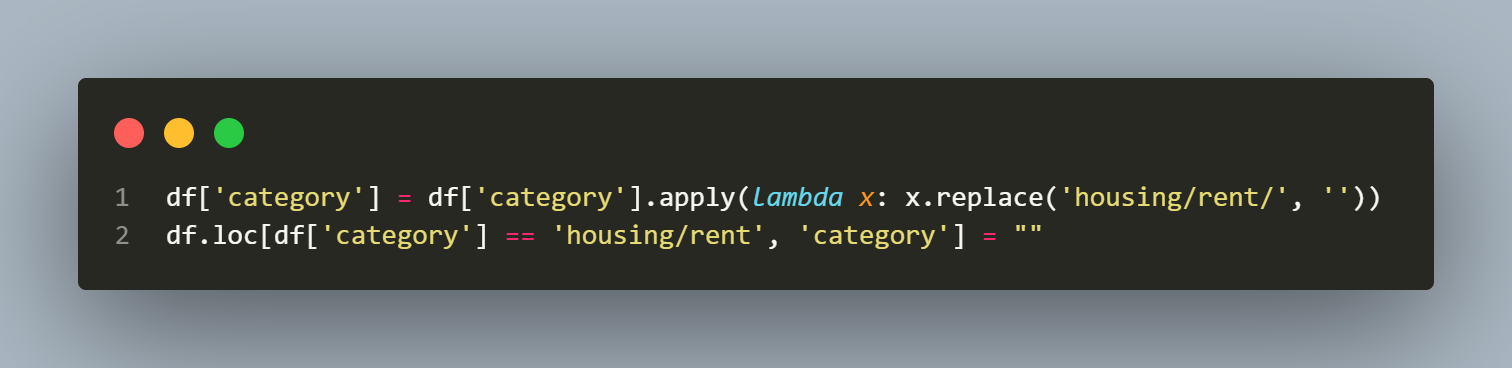 1 df['category'] = df['category'].apply(lambda x: x.replace('housing/rent/', ''))
2 df.loc[df['category'] == 'housing/rent', 'category'] = ""